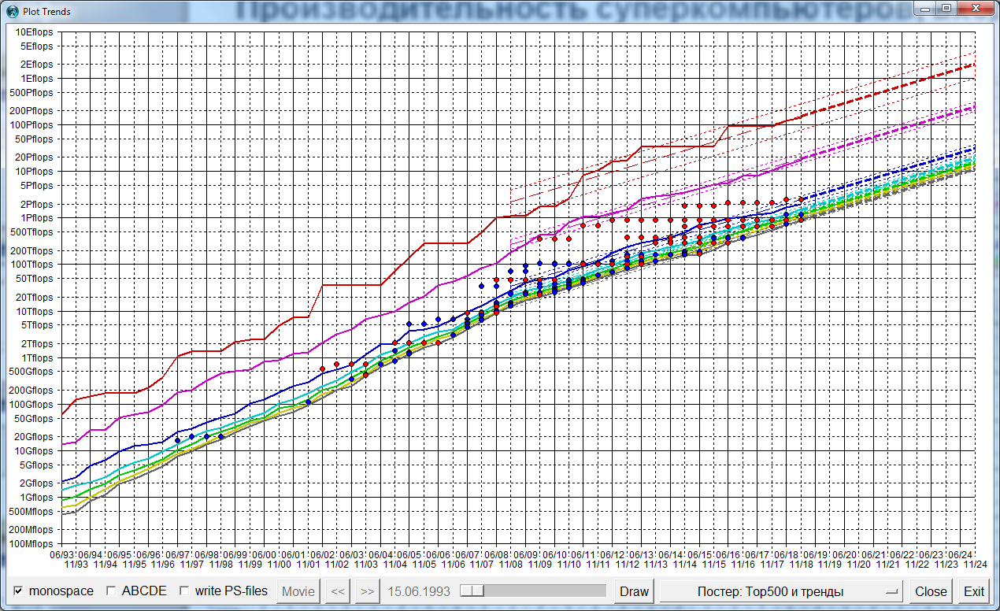 Производительность суперкомпьютеров
Plot Trends
10Eflops
5Eflops
2Eflops
1Eflops
500Pflops
200Pflops
100Pflops
50Pflops
20Pflops
10Pflops
5Pflops
2Pflops
1Pflops
500Tflops
200Tflops
100Tflops
50Tflops
20Tflops
10Tflops
5Tflops
2Tflops
1Tflops
500Gflops
200Gflops
100Gflops
50Gflops
20Gflops
10Gflops
5Gflops
2Gflops
1Gflops
500Mflops
200Mflops
100Mflops
06/93 06/94 06/95 06/96 06/97 06/98 06/99 06/00 06/01 06/02 06/03 06/04 06/05 06/06 06/07 06/08 06/09 06/10 06/11 06/12 06/13 06/14 06/15 06/16 06/17 06/18 06/19 06/20 06/21 06/22 06/23 06/24
11/93 11/94 11/95 11/96 11/97 11/98 11/99 11/00 11/01 11/02 11/03 11/04 11/05 11/06 11/07 11/08 11/09 11/10 11/11 11/12 11/13 11/14 11/15 11/16 11/17 11/18 11/19 11/20 11/21 11/22 11/23 11/24
monospace ABCDE write PS-files Movie << >> 15.06.1993 Draw Постер: Top500 и тренды Close Exit